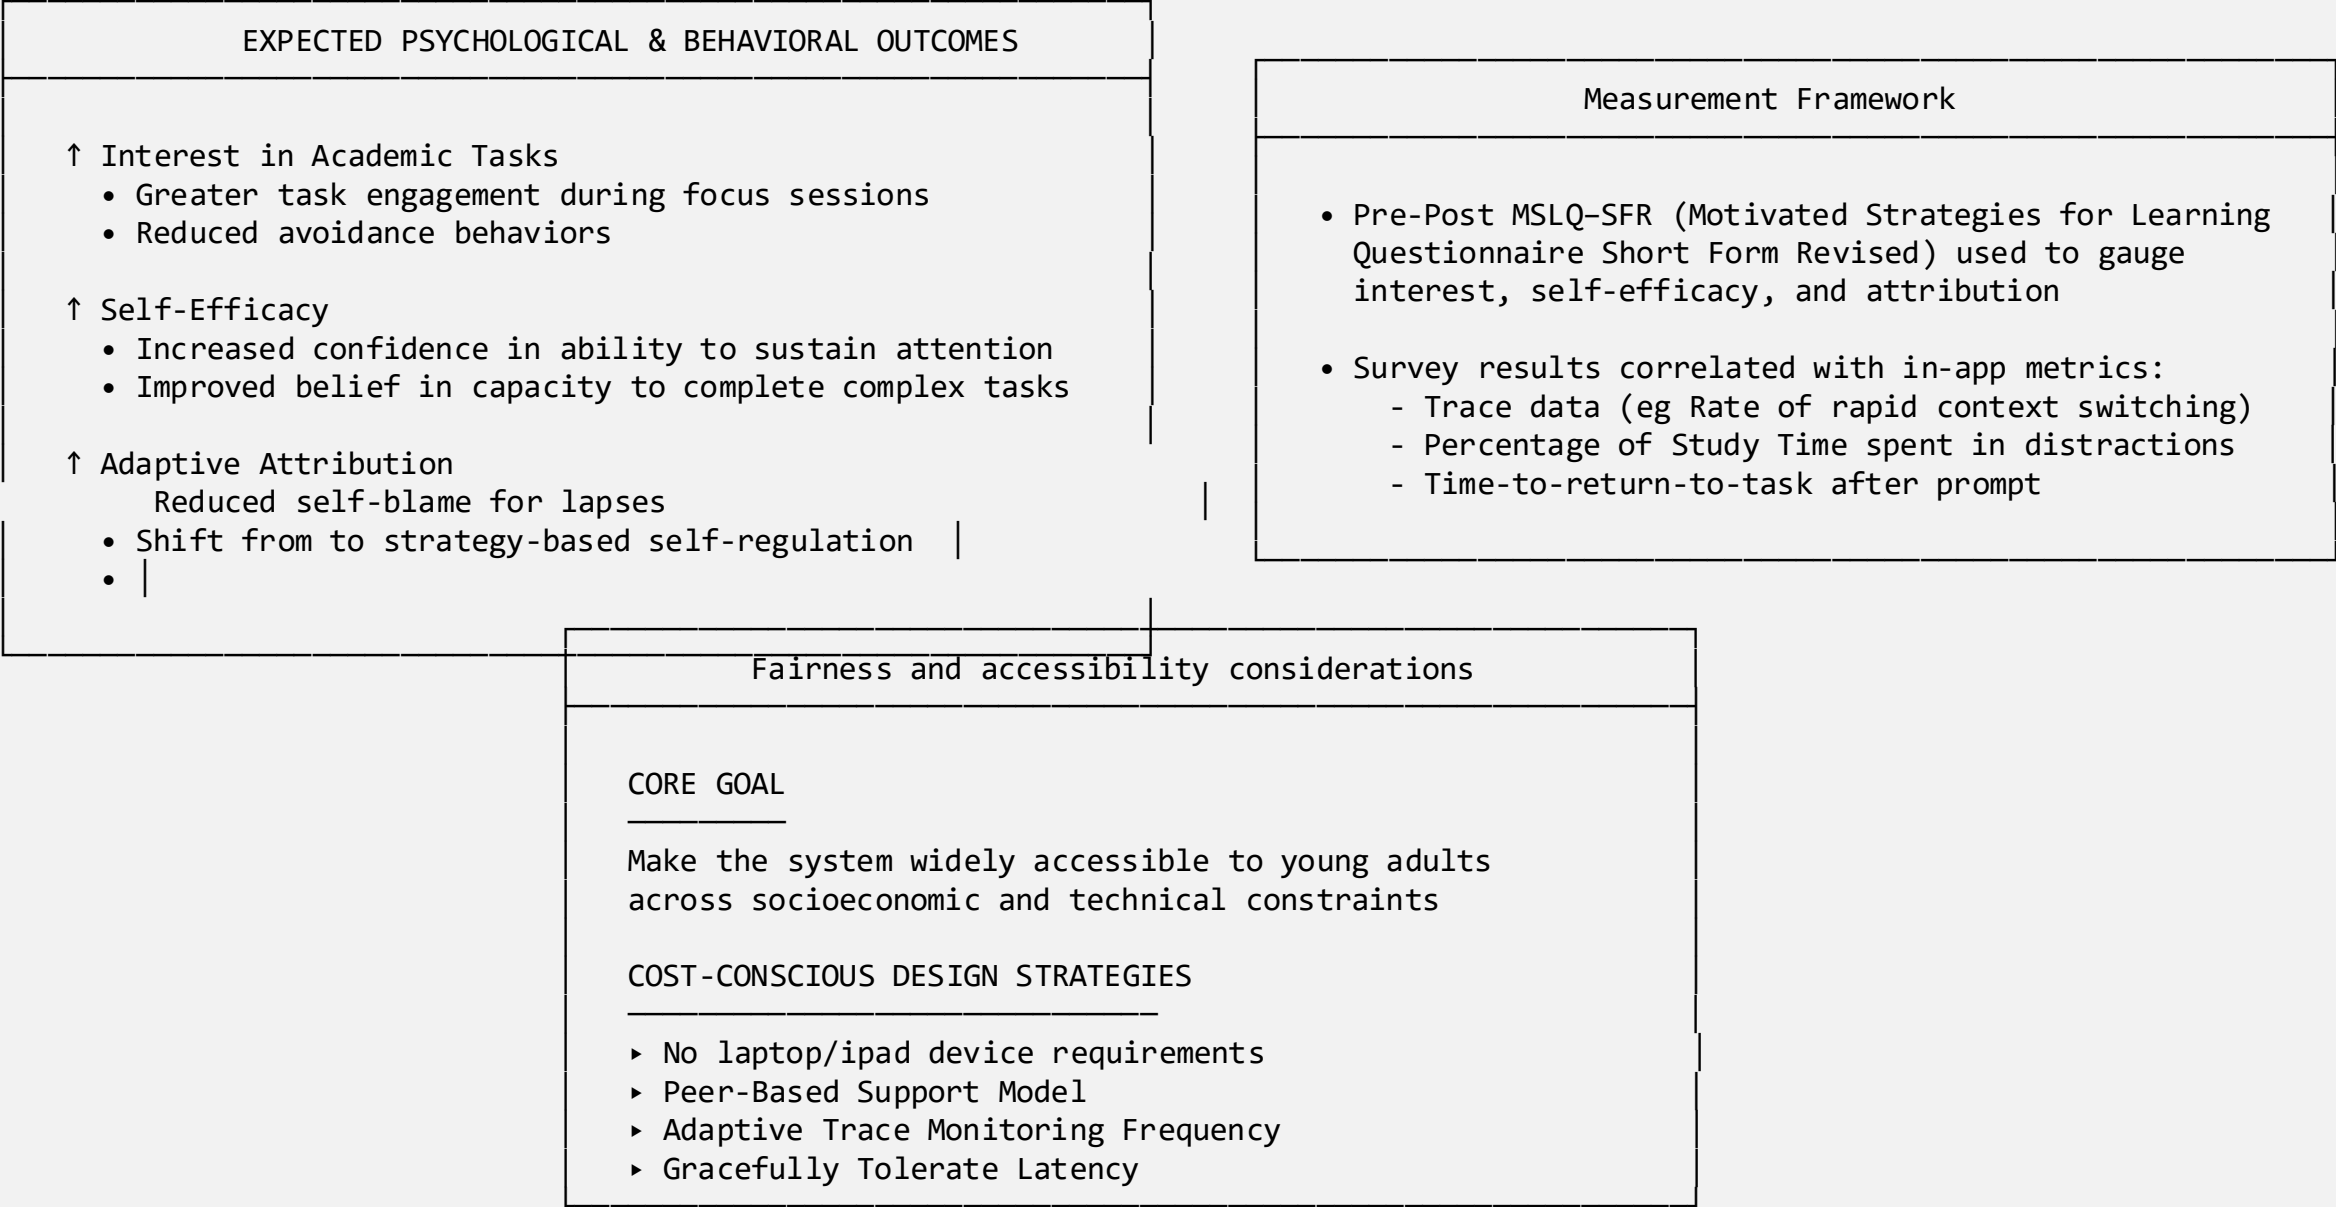 EXPECTED PSYCHOLOGICAL & BEHAVIORAL OUTCOMES
↑ Interest in Academic Tasks
• Greater task engagement during focus sessions
• Reduced avoidance behaviors
↑ Self-Efficacy
• Increased confidence in ability to sustain attention
• Improved belief in capacity to complete complex tasks
↑ Adaptive Attribution
Reduced self-blame for lapses
• Shift from to strategy-based self-regulation
•
Measurement Framework
• Pre-Post MSLQ–SFR (Motivated Strategies for Learning
Questionnaire Short Form Revised) used to gauge
interest, self-efficacy, and attribution
• Survey results correlated with in-app metrics:
- Trace data (eg Rate of rapid context switching)
- Percentage of Study Time spent in distractions
- Time-to-return-to-task after prompt
Fairness and accessibility considerations
CORE GOAL
Make the system widely accessible to young adults
across socioeconomic and technical constraints
COST-CONSCIOUS DESIGN STRATEGIES
▸ No laptop/ipad device requirements
▸ Peer-Based Support Model
▸ Adaptive Trace Monitoring Frequency
▸ Gracefully Tolerate Latency